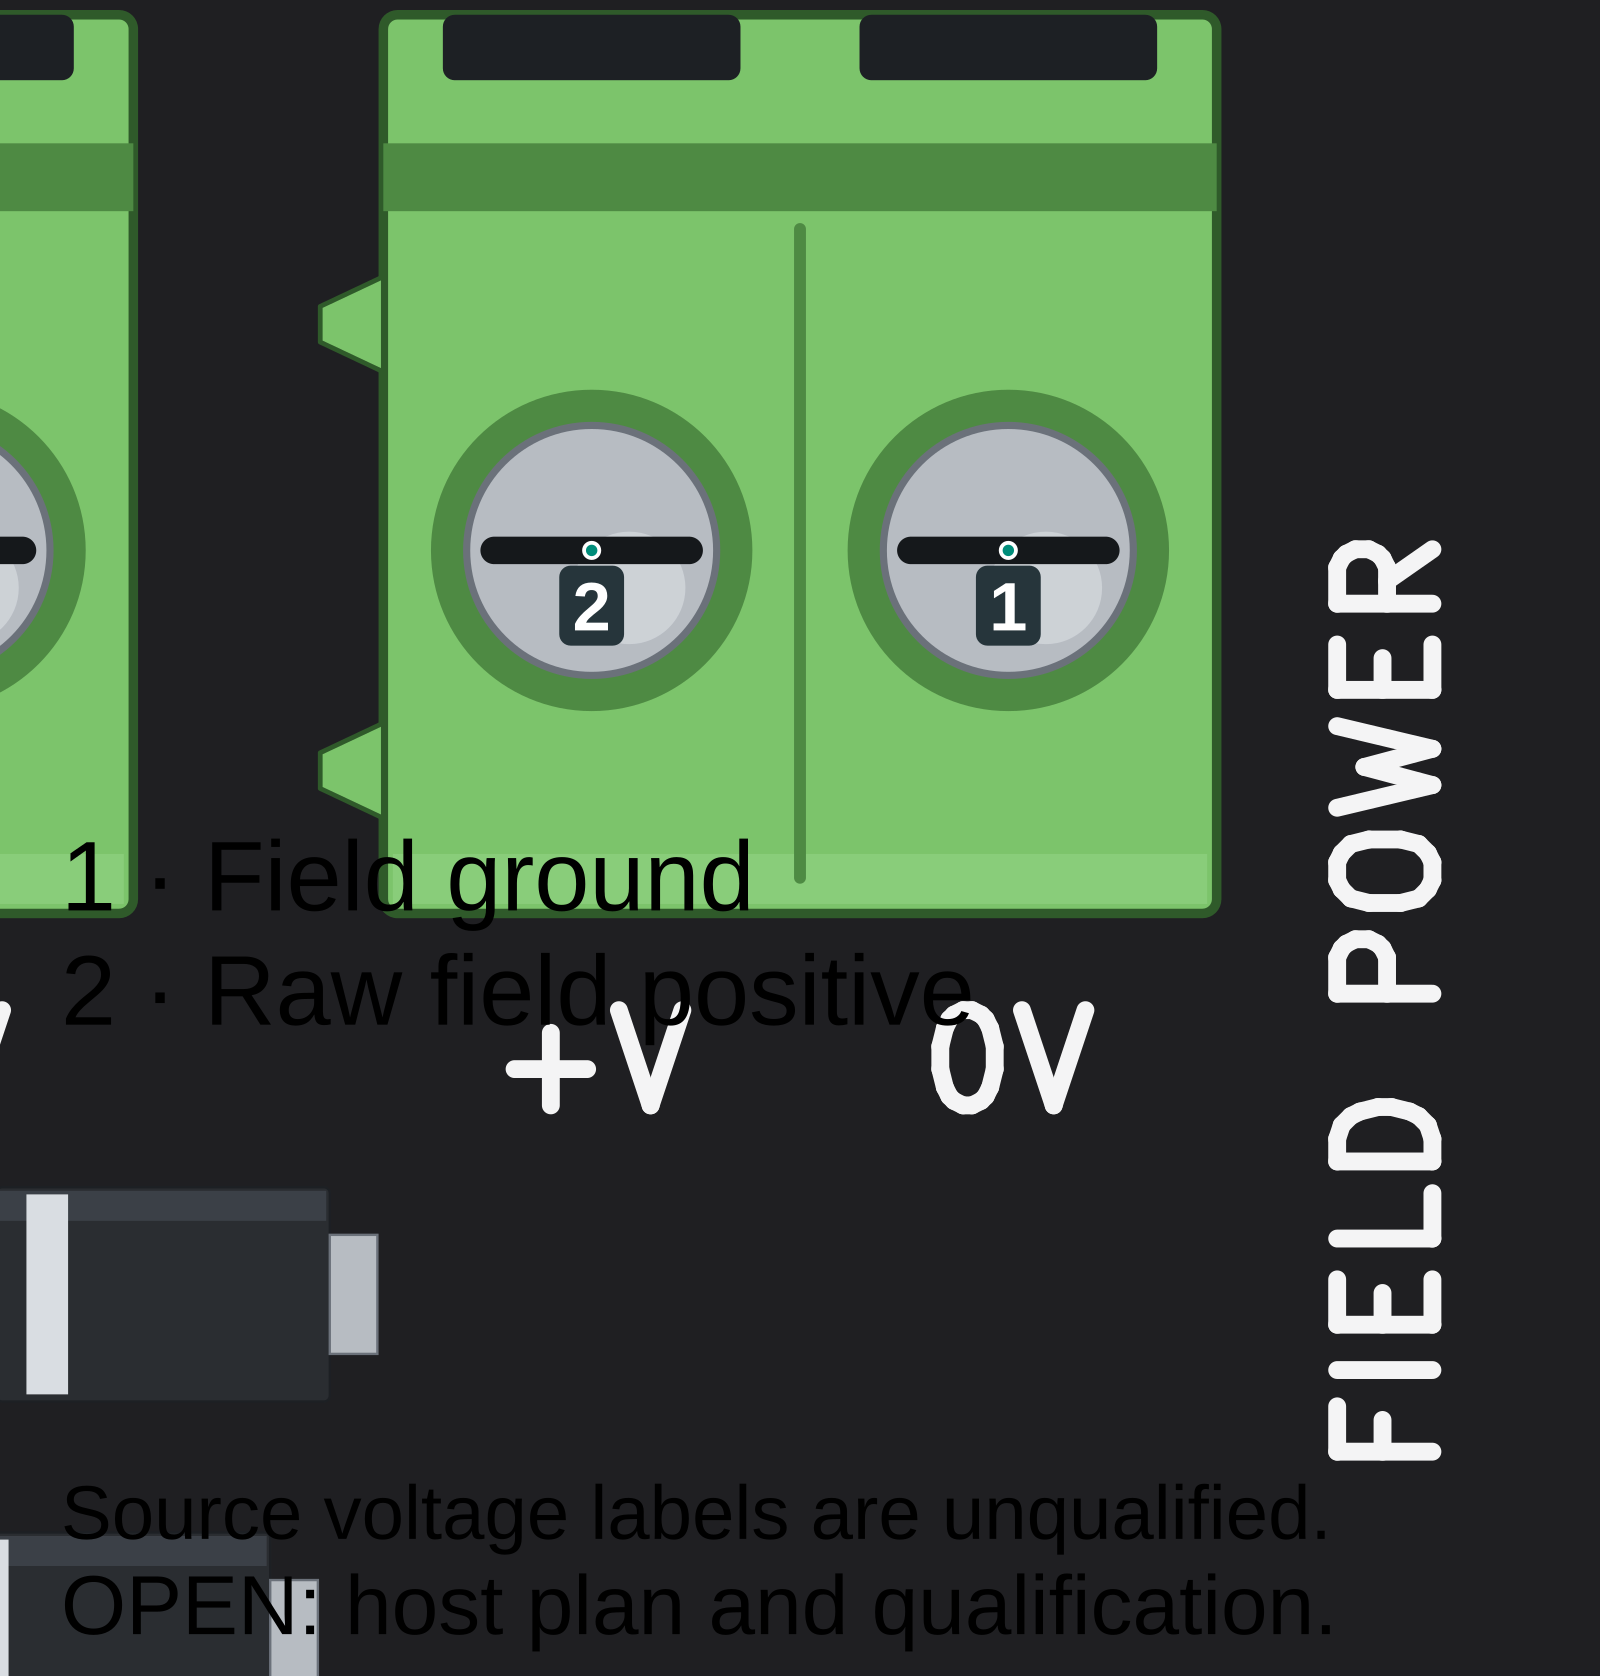 2
1
1 · Field ground
2 · Raw field positive
+V
0V
FIELD POWER
Source voltage labels are unqualified.
OPEN: host plan and qualification.